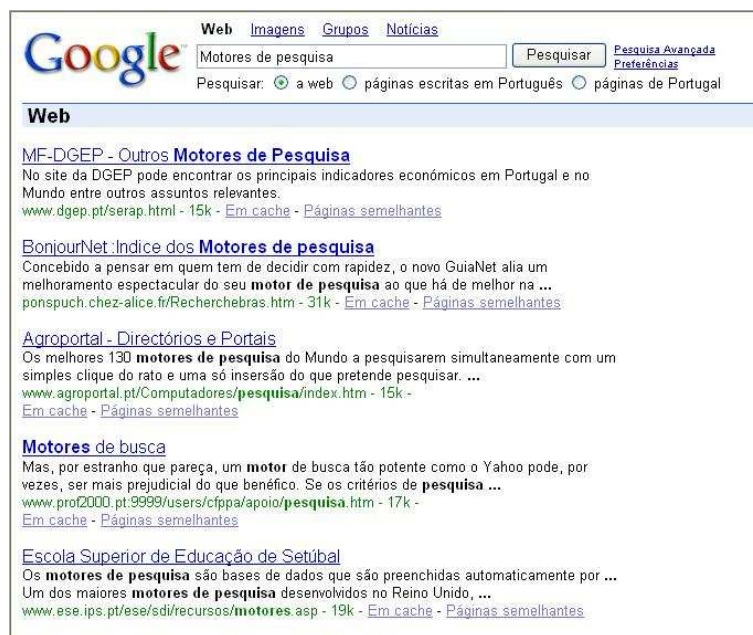 Google™
Web Imagens Grupos Notícias
Motores de pesquisa Pesquisar Pesquisa Avançada
Preferências
Pesquisar: a web páginas escritas em Português páginas de Portugal
Web
MF-DGEP - Outros Motores de Pesquisa
No site da DGEP pode encontrar os principais indicadores económicos em Portugal e no
Mundo entre outros assuntos relevantes.
www.dgep.pt/serap.html - 15k - Em cache - Páginas semelhantes
BonjourNet :Indice dos Motores de pesquisa
Concebido a pensar em quem tem de decidir com rapidez, o novo GuiaNet alia um
melhoramento espectacular do seu motor de pesquisa ao que há de melhor na ...
ponspuch.chez-alice.fr/Recherchebras.htm - 31k - Em cache - Páginas semelhantes
Agroportal - Directórios e Portais
Os melhores 130 motores de pesquisa do Mundo a pesquisarem simultaneamente com um
simples clique do rato e uma só insersão do que pretende pesquisar. ...
www.agroportal.pt/Computadores/pesquisa/index.htm - 15k -
Em cache - Páginas semelhantes
Motores de busca
Mas, por estranho que pareça, um motor de busca tão potente como o Yahoo pode, por
vezes, ser mais prejudicial do que benéfico. Se os critérios de pesquisa ...
www.prof2000.pt:9999/users/cfppa/apoio/pesquisa.htm - 17k -
Em cache - Páginas semelhantes
Escola Superior de Educação de Setúbal
Os motores de pesquisa são bases de dados que são preenchidas automaticamente por ...
Um dos maiores motores de pesquisa desenvolvidos no Reino Unido, ...
www.ese.ips.pt/ese/sdi/recursos/motores.asp - 19k - Em cache - Páginas semelhantes